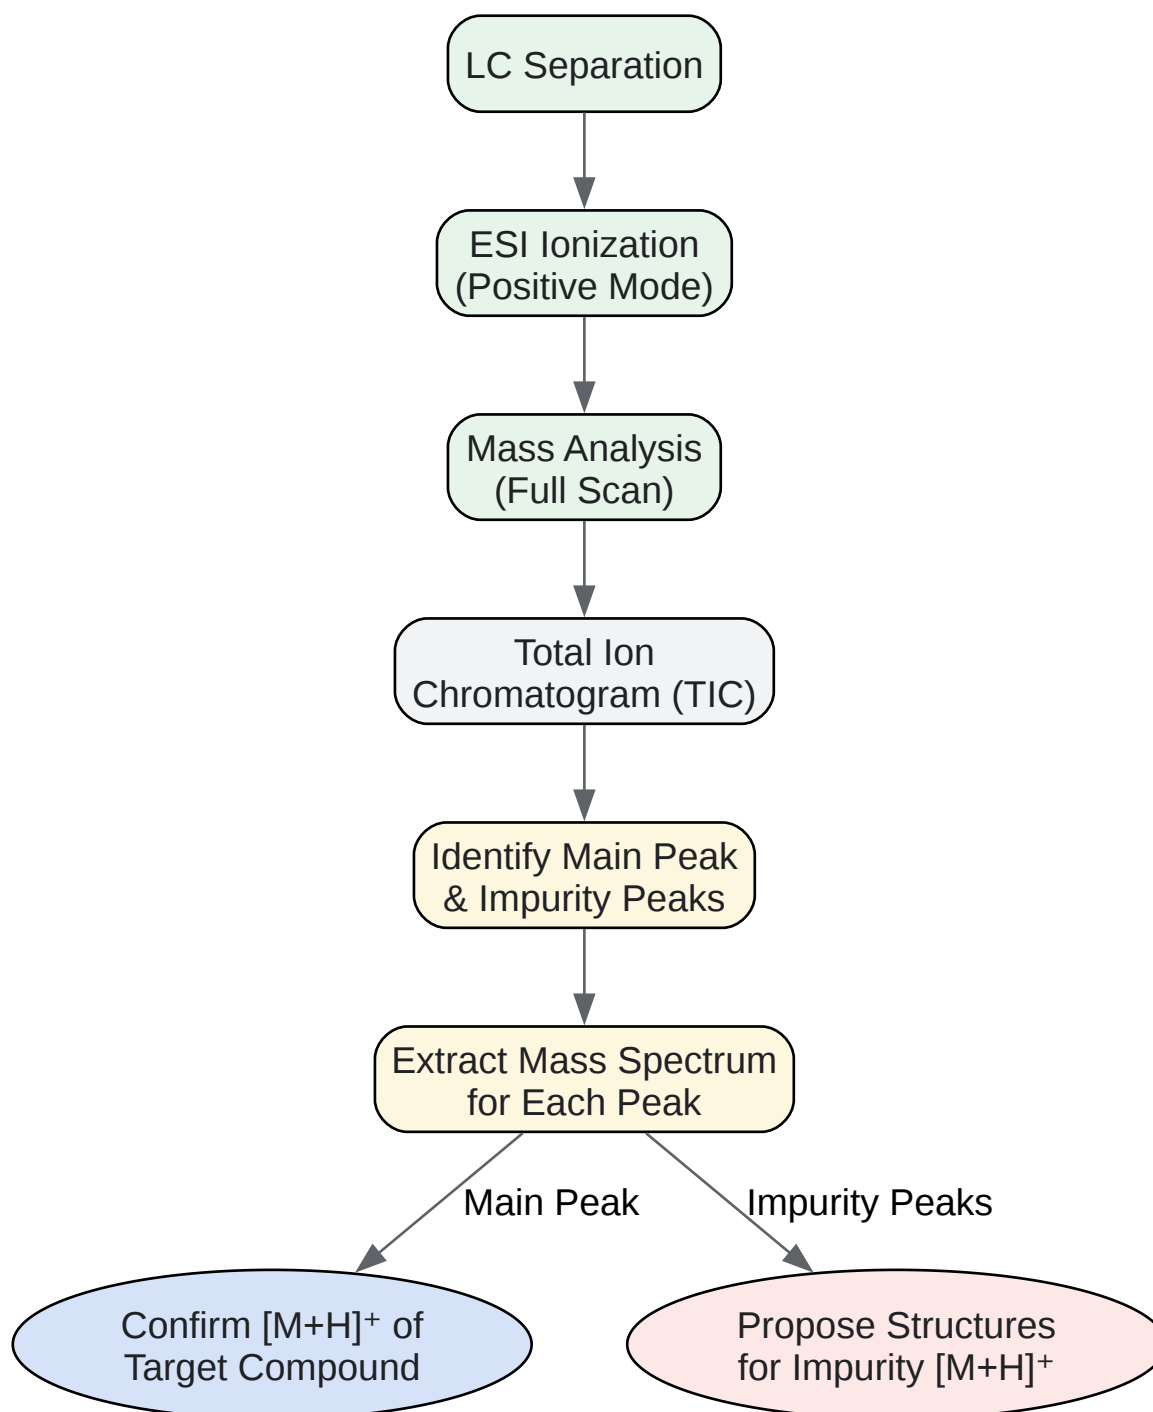 LC Separation
ESI Ionization
(Positive Mode)
Mass Analysis
(Full Scan)
Total Ion
Chromatogram (TIC)
Identify Main Peak
& Impurity Peaks
Extract Mass Spectrum
for Each Peak
Main Peak
Impurity Peaks
Confirm [M+H]⁺ of
Target Compound
Propose Structures
for Impurity [M+H]⁺